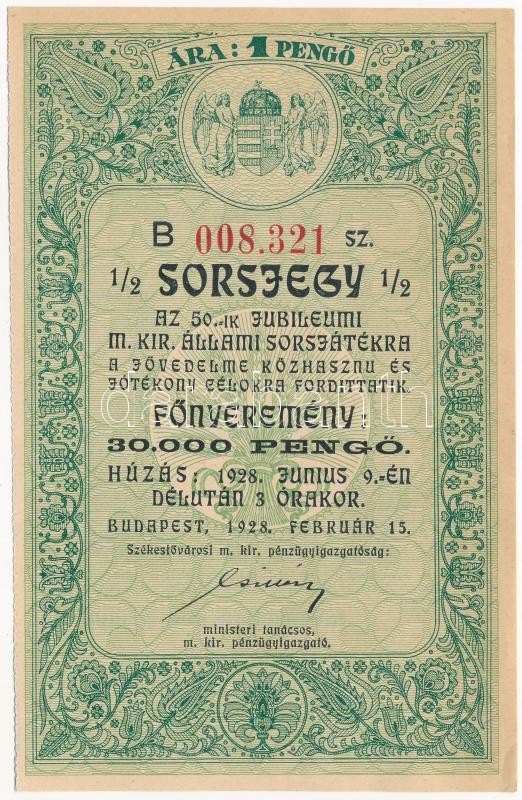 ÁRA: 1 PENGŐ
B 008.321 SZ.
1/2 SORSJEGY 1/2
AZ 50.-IK JUBILEUMI
M. KIR. ÁLLAMI SORSJÁTÉKRA
A JÖVEDELME KÖZHASZNU ÉS
JÓTÉKONY CÉLOKRA FORDITTATIK.
FŐNYEREMÉNY:
30.000 PENGŐ.
HÚZÁS: 1928. JUNIUS 9.-ÉN
DÉLUTÁN 3 ÓRAKOR.
BUDAPEST, 1928. FEBRUÁR 15.
Székesfővárosi m. kir. pénzügyigazgatóság:
ministeri tanácsos,
m. kir. pénzügyigazgató.